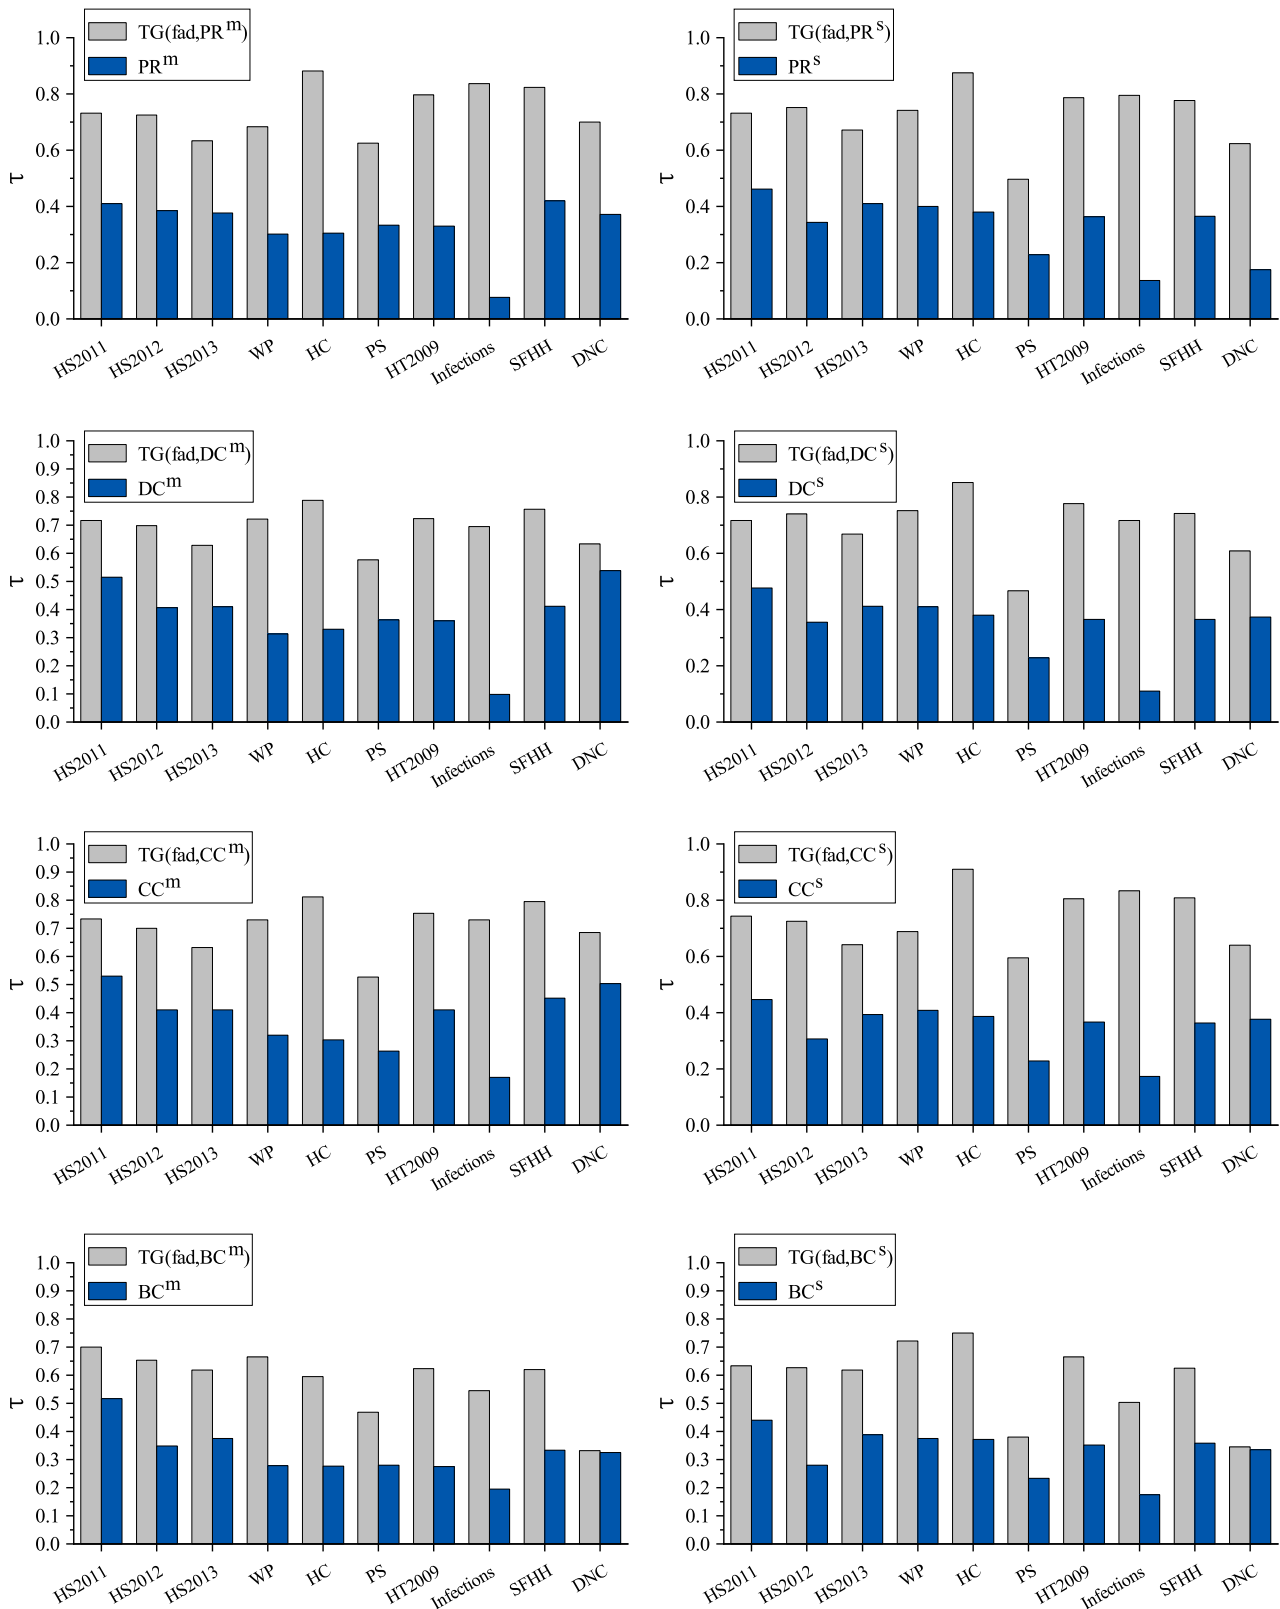 TG(fad,PR^m)
PR^m
1.0
0.8
0.6
0.4
0.2
0.0
τ
HS2011
HS2012
HS2013
WP
HC
PS
HT2009
Infections
SFHH
DNC
TG(fad,PR^s)
PR^s
1.0
0.8
0.6
0.4
0.2
0.0
τ
HS2011
HS2012
HS2013
WP
HC
PS
HT2009
Infections
SFHH
DNC
TG(fad,DC^m)
DC^m
1.0
0.9
0.8
0.7
0.6
0.5
0.4
0.3
0.2
0.1
0.0
τ
HS2011
HS2012
HS2013
WP
HC
PS
HT2009
Infections
SFHH
DNC
TG(fad,DC^s)
DC^s
1.0
0.8
0.6
0.4
0.2
0.0
τ
HS2011
HS2012
HS2013
WP
HC
PS
HT2009
Infections
SFHH
DNC
TG(fad,CC^m)
CC^m
1.0
0.9
0.8
0.7
0.6
0.5
0.4
0.3
0.2
0.1
0.0
τ
HS2011
HS2012
HS2013
WP
HC
PS
HT2009
Infections
SFHH
DNC
TG(fad,CC^s)
CC^s
1.0
0.8
0.6
0.4
0.2
0.0
τ
HS2011
HS2012
HS2013
WP
HC
PS
HT2009
Infections
SFHH
DNC
TG(fad,BC^m)
BC^m
1.0
0.9
0.8
0.7
0.6
0.5
0.4
0.3
0.2
0.1
0.0
τ
HS2011
HS2012
HS2013
WP
HC
PS
HT2009
Infections
SFHH
DNC
TG(fad,BC^s)
BC^s
1.0
0.9
0.8
0.7
0.6
0.5
0.4
0.3
0.2
0.1
0.0
τ
HS2011
HS2012
HS2013
WP
HC
PS
HT2009
Infections
SFHH
DNC